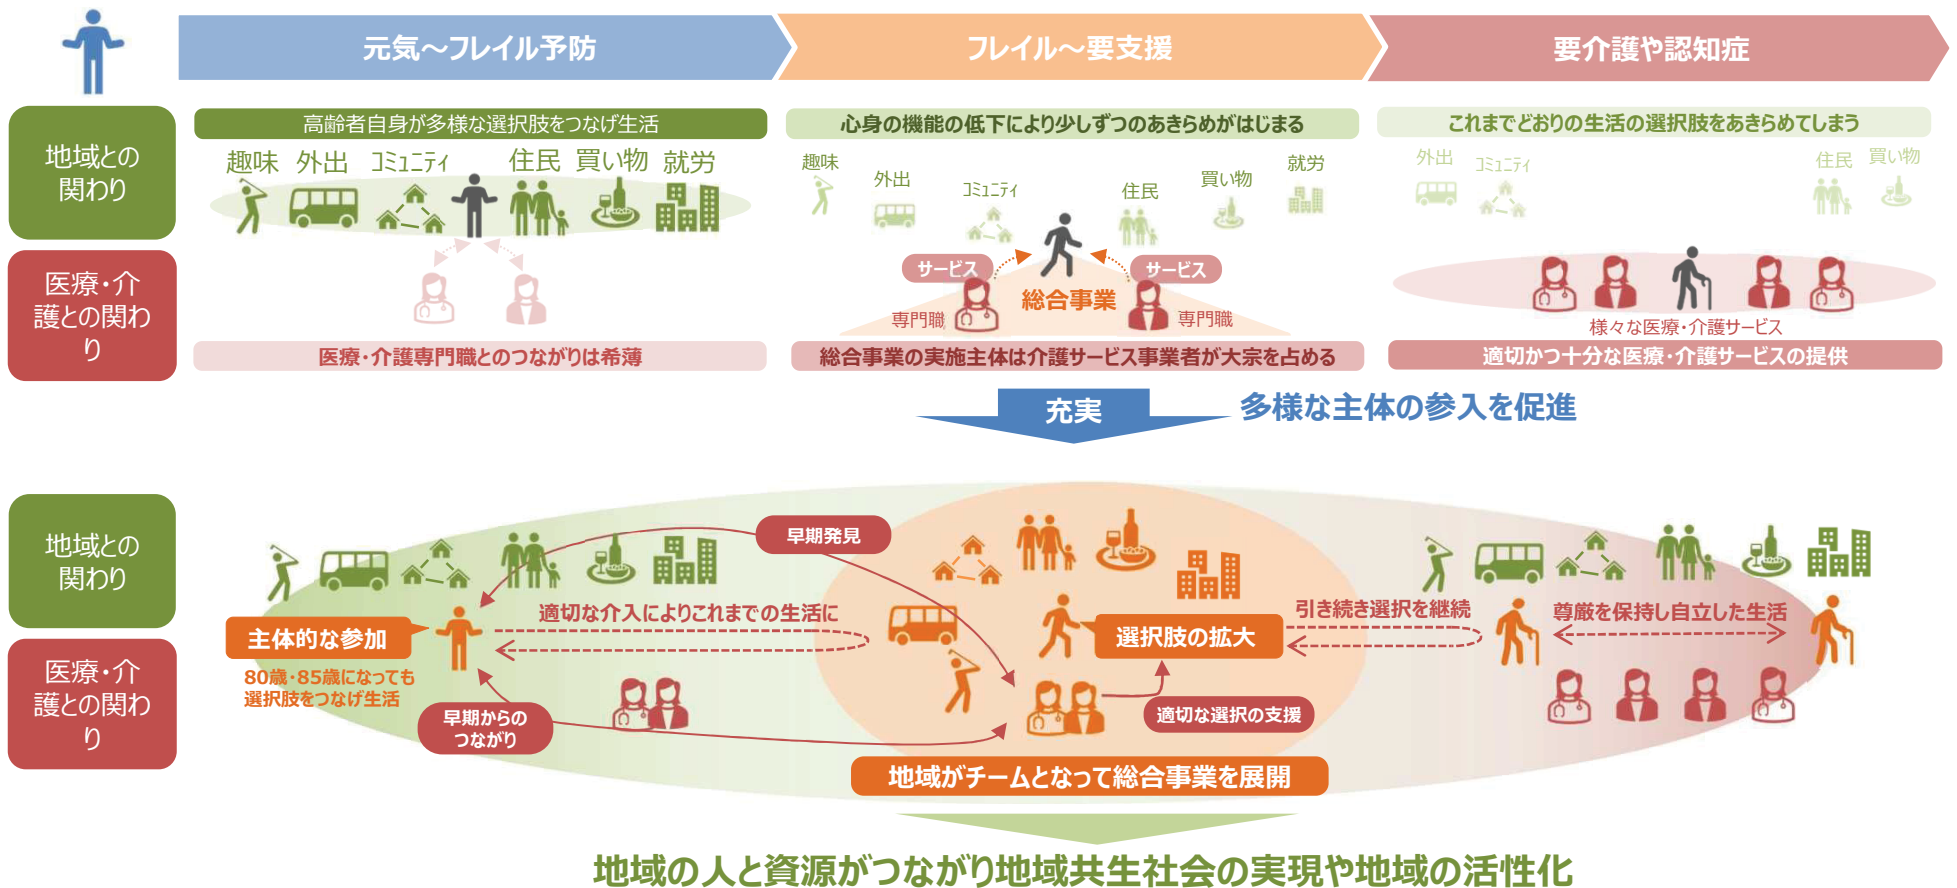 元気～フレイル予防
フレイル～要支援
要介護や認知症
地域との
関わり
高齢者自身が多様な選択肢をつなげ生活
趣味
外出
コミュニティ
住民
買い物
就労
心身の機能の低下により少しずつのあきらめがはじまる
趣味
外出
コミュニティ
住民
買い物
就労
これまでどおりの生活の選択肢をあきらめてしまう
外出
コミュニティ
住民
買い物
医療・介
護との関わ
り
医療・介護専門職とのつながりは希薄
サービス
サービス
総合事業
専門職
専門職
総合事業の実施主体は介護サービス事業者が大宗を占める
様々な医療・介護サービス
適切かつ十分な医療・介護サービスの提供
充実
多様な主体の参入を促進
地域との
関わり
医療・介
護との関わ
り
早期発見
適切な介入によりこれまでの生活に
主体的な参加
80歳・85歳になっても
選択肢をつなげ生活
早期からの
つながり
選択肢の拡大
引き続き選択を継続
尊厳を保持し自立した生活
適切な選択の支援
地域がチームとなって総合事業を展開
地域の人と資源がつながり地域共生社会の実現や地域の活性化